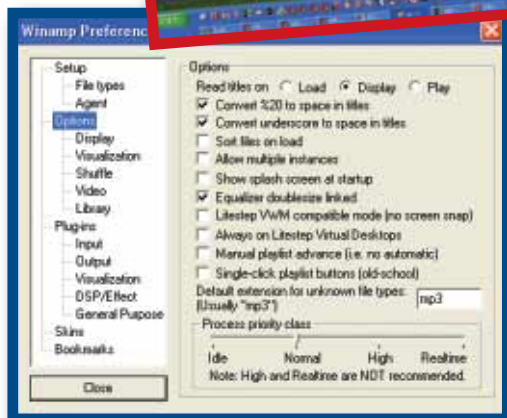 Winamp Preferenc
Setup
File types
Agent
Options
Display
Visualization
Shuffle
Video
Library
Plug-ins
Input
Output
Visualization
DSP/Effect
General Purpose
Skins
Bookmarks
Close
Options
Read titles on Load Display Play
Convert %20 to space in titles
Convert underscore to space in titles
Sort files on load
Allow multiple instances
Show splash screen at startup
Equalizer doublesize linked
Litestep VWM compatible mode (no screen snap)
Always on Litestep Virtual Desktops
Manual playlist advance (i.e. no automatic)
Single-click playlist buttons (old-school)
Default extension for unknown file types:
(Usually "mp3")
mp3
Process priority class
Idle Normal High Realtime
Note: High and Realtime are NOT recommended.